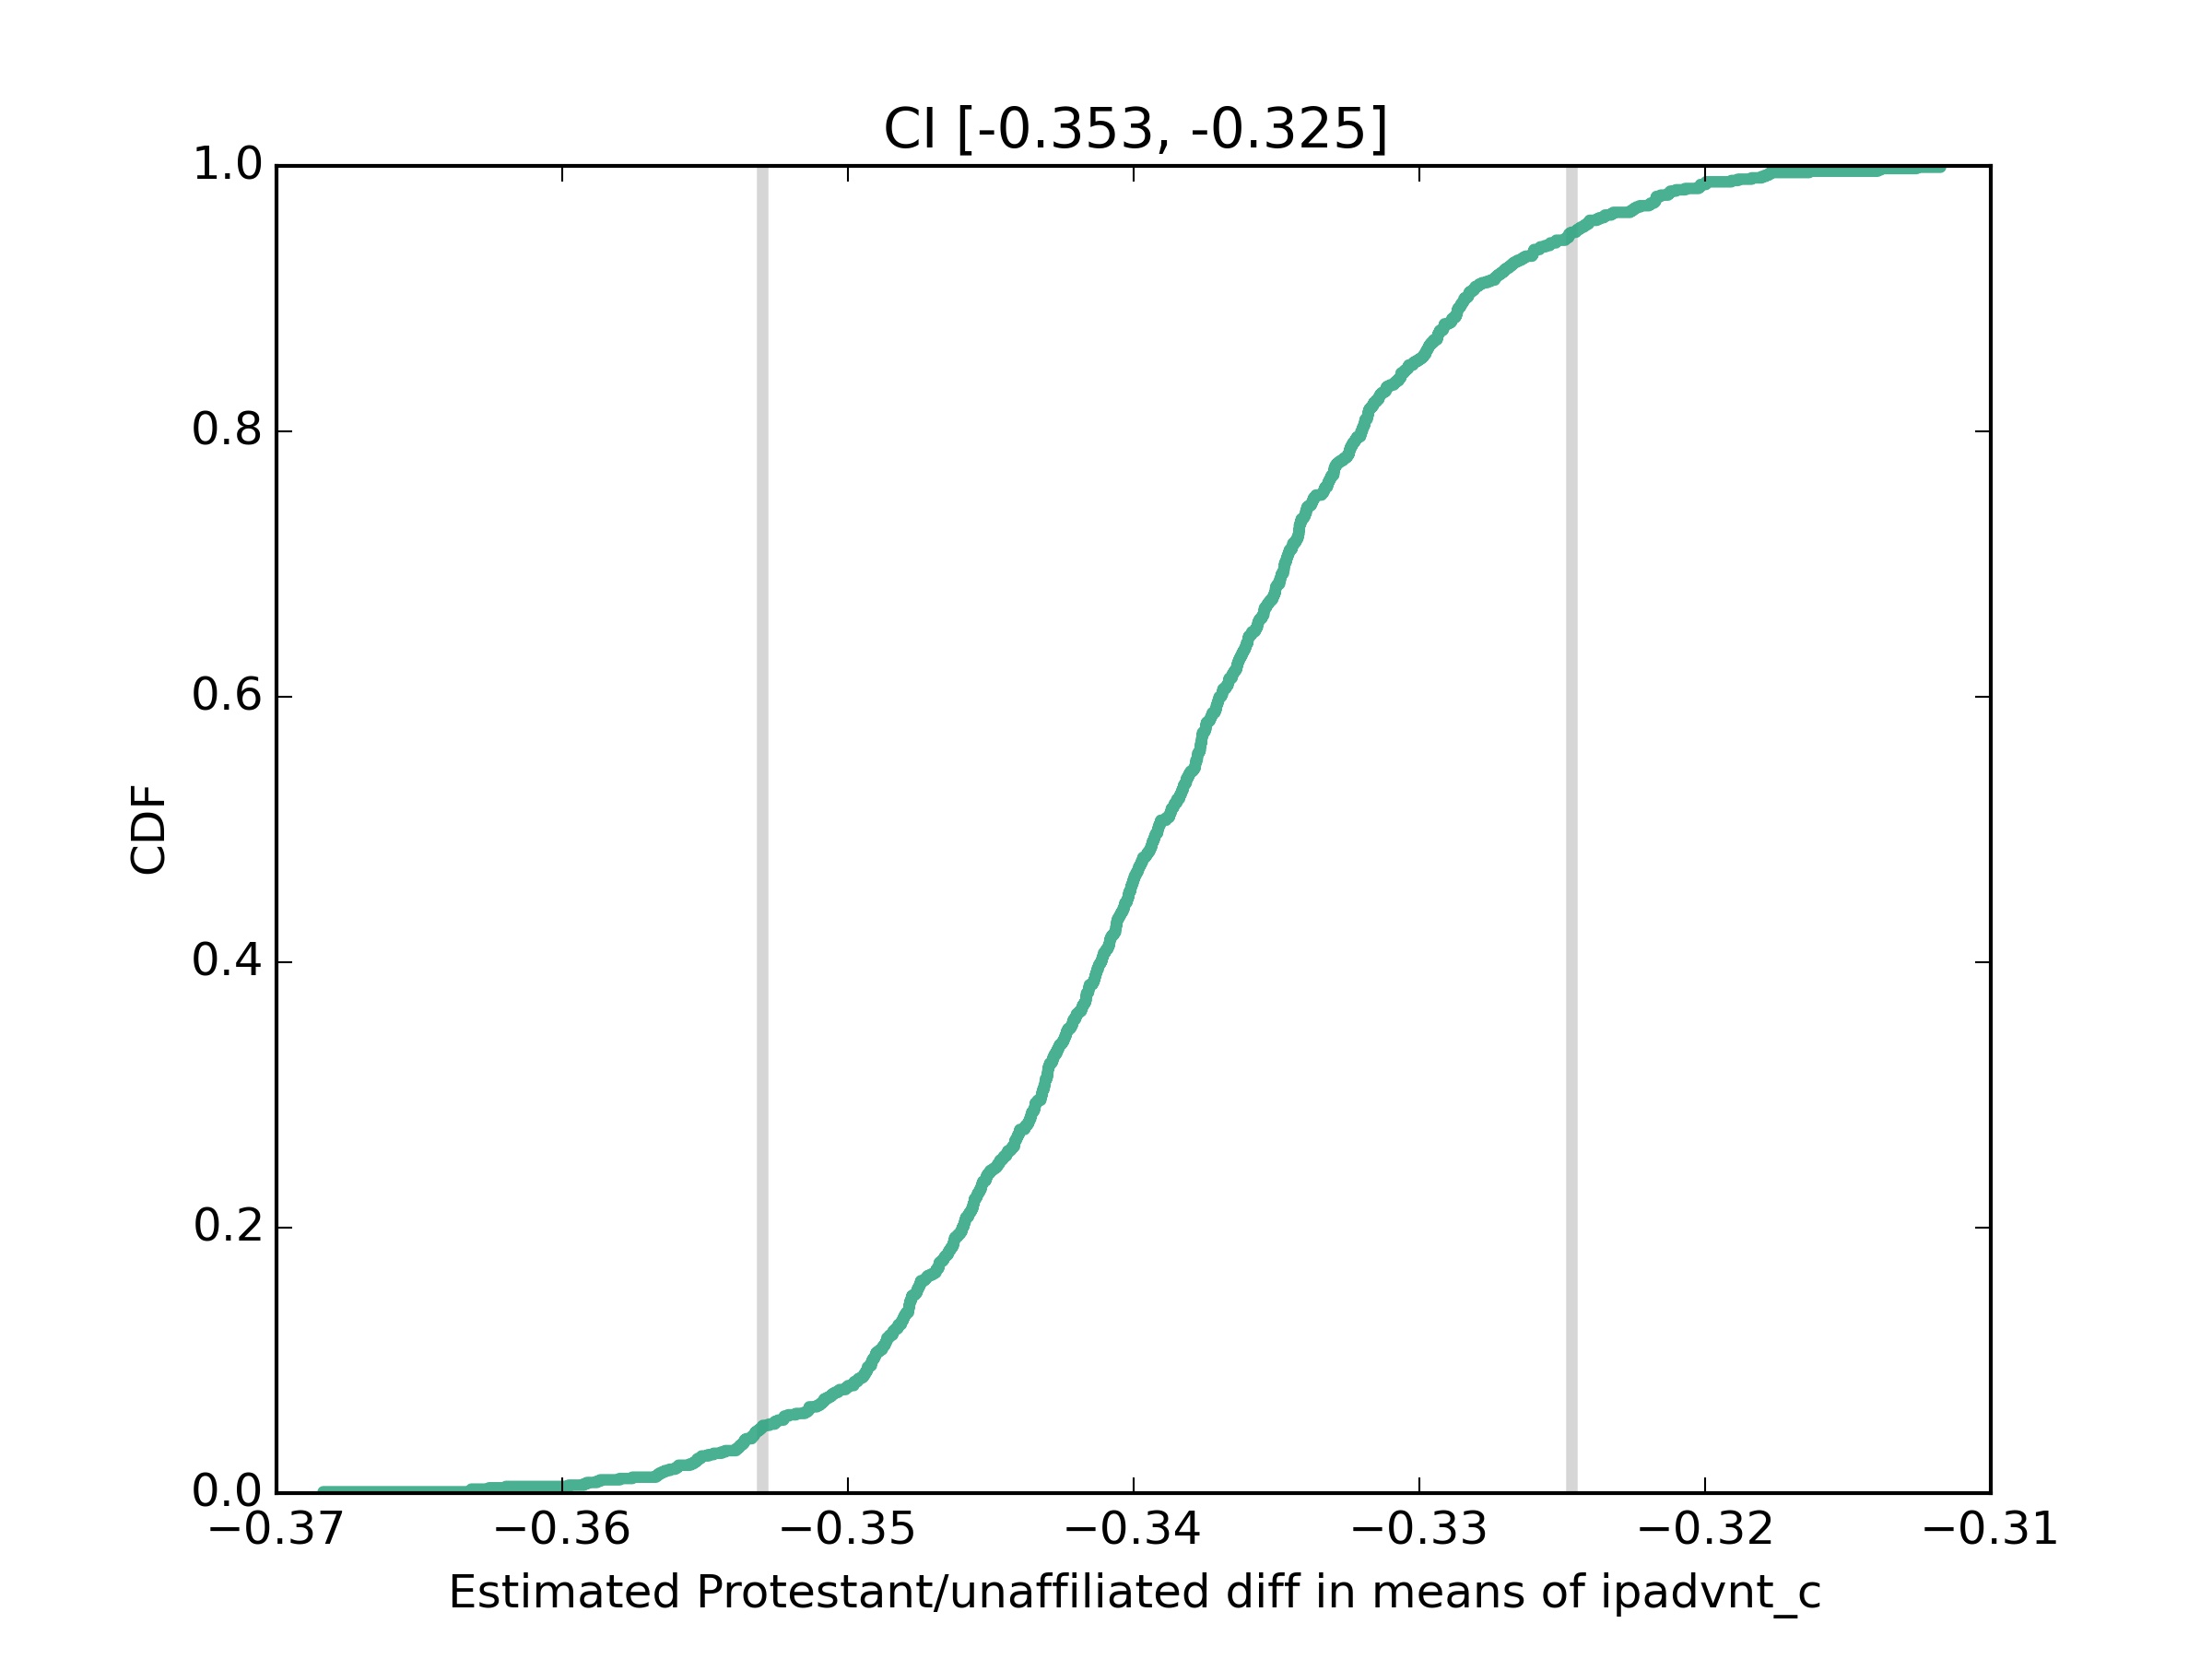 CI [-0.353, -0.325]
1.0
0.8
0.6
0.4
0.2
0.0
CDF
−0.37 −0.36 −0.35 −0.34 −0.33 −0.32 −0.31
Estimated Protestant/unaffiliated diff in means of ipadvnt_c